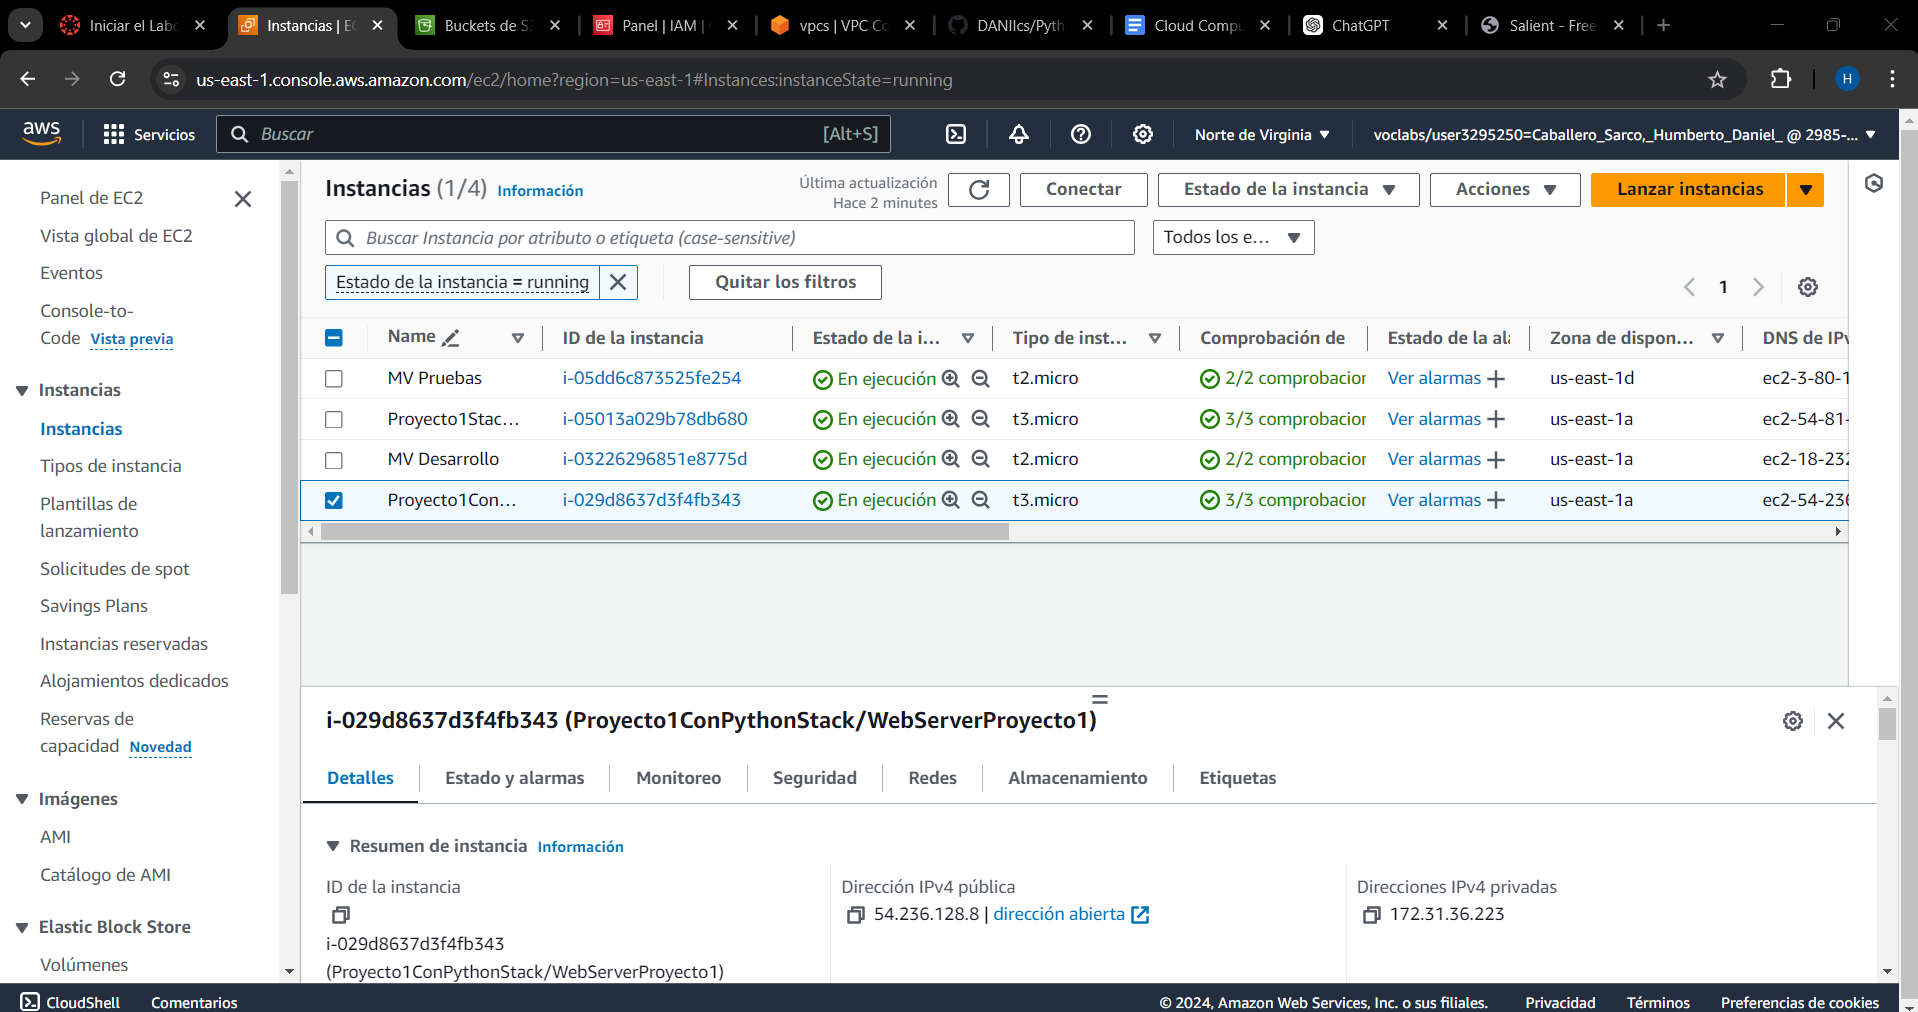 Iniciar el Labo
Instancias | EC
Buckets de S3
Panel | IAM |
vpcs | VPC Co
DANIIcs/Pyth
Cloud Compu
ChatGPT
Salient - Free
us-east-1.console.aws.amazon.com/ec2/home?region=us-east-1#Instances:instanceState=running
H
aws
Servicios
Buscar
[Alt+S]
Norte de Virginia
voclabs/user3295250=Caballero_Sarco,_Humberto_Daniel_ @ 2985-...
Panel de EC2
Vista global de EC2
Eventos
Console-to-
Code Vista previa
Instancias
Instancias
Tipos de instancia
Plantillas de
lanzamiento
Solicitudes de spot
Savings Plans
Instancias reservadas
Alojamientos dedicados
Reservas de
capacidad Novedad
Imágenes
AMI
Catálogo de AMI
Elastic Block Store
Volúmenes
Instancias (1/4) Información
Última actualización
Hace 2 minutes
Conectar
Estado de la instancia
Acciones
Lanzar instancias
Buscar Instancia por atributo o etiqueta (case-sensitive)
Todos los e...
Estado de la instancia = running
Quitar los filtros
1
Name ID de la instancia Estado de la i... Tipo de inst... Comprobación de Estado de la ala Zona de dispon... DNS de IPv
MV Pruebas i-05dd6c873525fe254 En ejecución t2.micro 2/2 comprobacior Ver alarmas us-east-1d ec2-3-80-1
Proyecto1Stac... i-05013a029b78db680 En ejecución t3.micro 3/3 comprobacior Ver alarmas us-east-1a ec2-54-81-
MV Desarrollo i-03226296851e8775d En ejecución t2.micro 2/2 comprobacior Ver alarmas us-east-1a ec2-18-232
Proyecto1Con... i-029d8637d3f4fb343 En ejecución t3.micro 3/3 comprobacior Ver alarmas us-east-1a ec2-54-236
i-029d8637d3f4fb343 (Proyecto1ConPythonStack/WebServerProyecto1)
Detalles
Estado y alarmas
Monitoreo
Seguridad
Redes
Almacenamiento
Etiquetas
Resumen de instancia Información
ID de la instancia
i-029d8637d3f4fb343
(Proyecto1ConPythonStack/WebServerProyecto1)
Dirección IPv4 pública
54.236.128.8 | dirección abierta
Direcciones IPv4 privadas
172.31.36.223
CloudShell
Comentarios
© 2024, Amazon Web Services, Inc. o sus filiales.
Privacidad
Términos
Preferencias de cookies